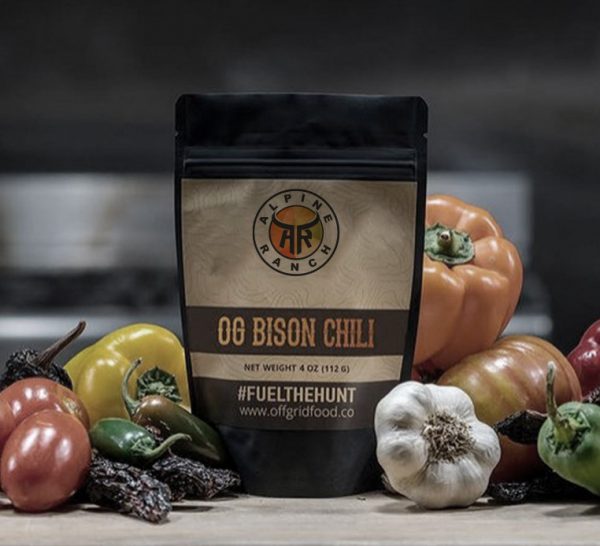 ALPINE
AR
RANCH
OG BISON CHILI
NET WEIGHT 4 OZ (112 G)
#FUELTHEHUNT
www.offgridfood.co